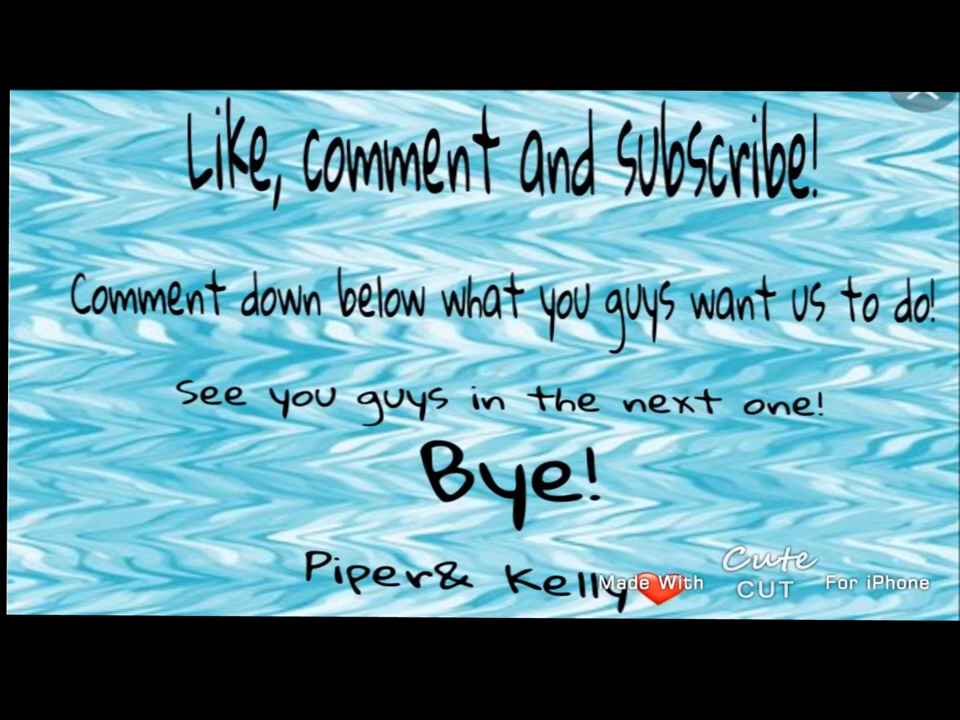 Like, comment and subscribe!
Comment down below what you guys want us to do!
See you guys in the next one!
Bye!
Piper& Kelly
Made With Cute CUT For iPhone